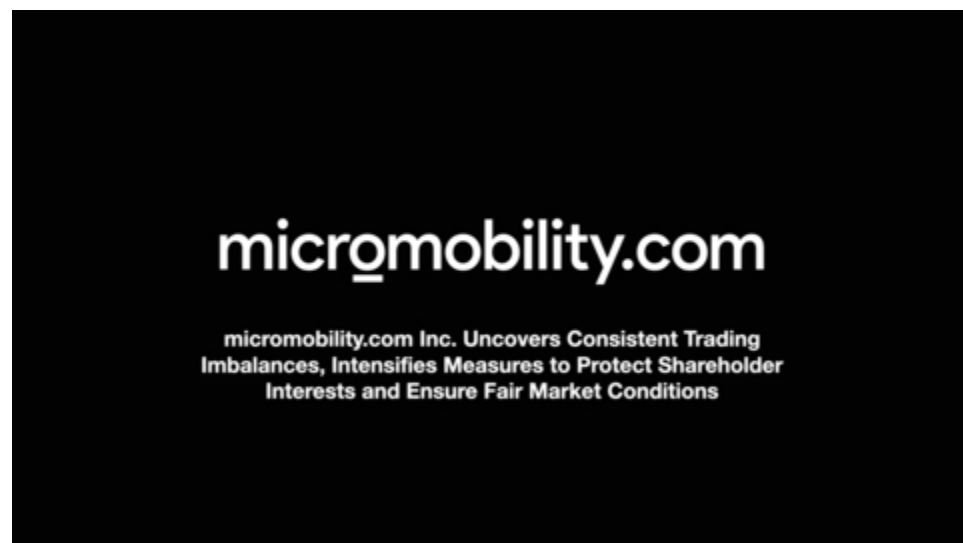 micromobility.com
micromobility.com Inc. Uncovers Consistent Trading
Imbalances, Intensifies Measures to Protect Shareholder
Interests and Ensure Fair Market Conditions